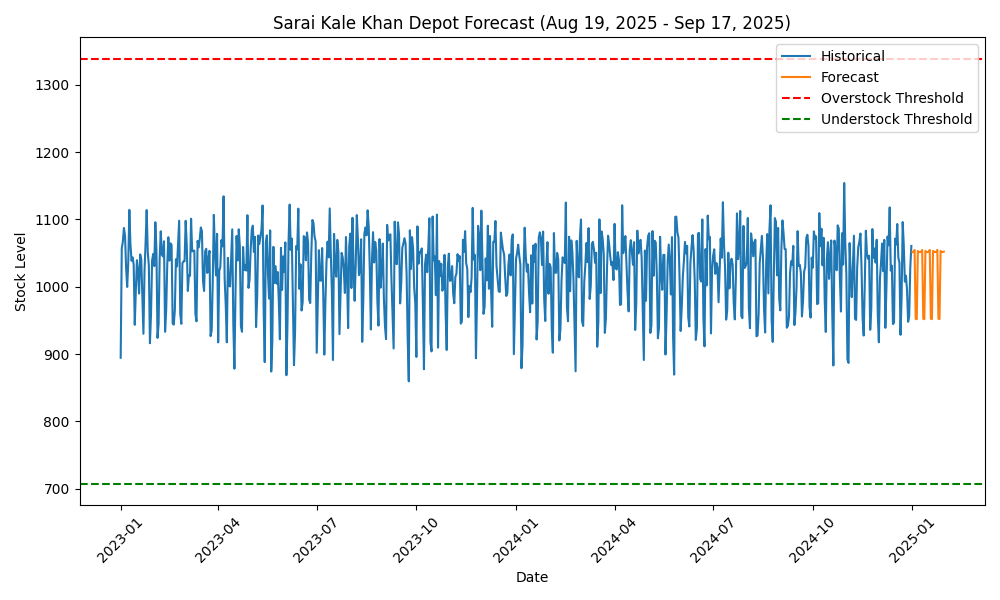 Sarai Kale Khan Depot Forecast (Aug 19, 2025 - Sep 17, 2025)
Historical
Forecast
Overstock Threshold
Understock Threshold
Stock Level
1300
1200
1100
1000
900
800
700
2023-01
2023-04
2023-07
2023-10
2024-01
2024-04
2024-07
2024-10
2025-01
Date